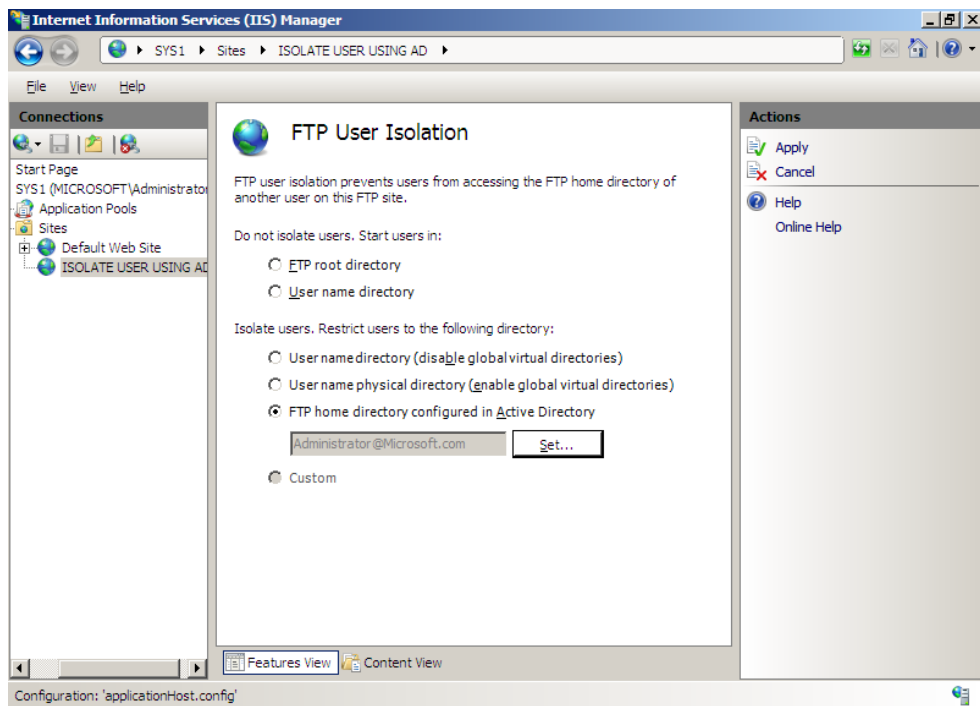 Internet Information Services (IIS) Manager
SYS1 Sites ISOLATE USER USING AD
File View Help
Connections
Start Page
SYS1 (MICROSOFT\Administrator
Application Pools
Sites
Default Web Site
ISOLATE USER USING AD
FTP User Isolation
FTP user isolation prevents users from accessing the FTP home directory of
another user on this FTP site.
Do not isolate users. Start users in:
FTP root directory
User name directory
Isolate users. Restrict users to the following directory:
User name directory (disable global virtual directories)
User name physical directory (enable global virtual directories)
FTP home directory configured in Active Directory
Administrator@Microsoft.com Set...
Custom
Features View Content View
Actions
Apply
Cancel
Help
Online Help
Configuration: 'applicationHost.config'